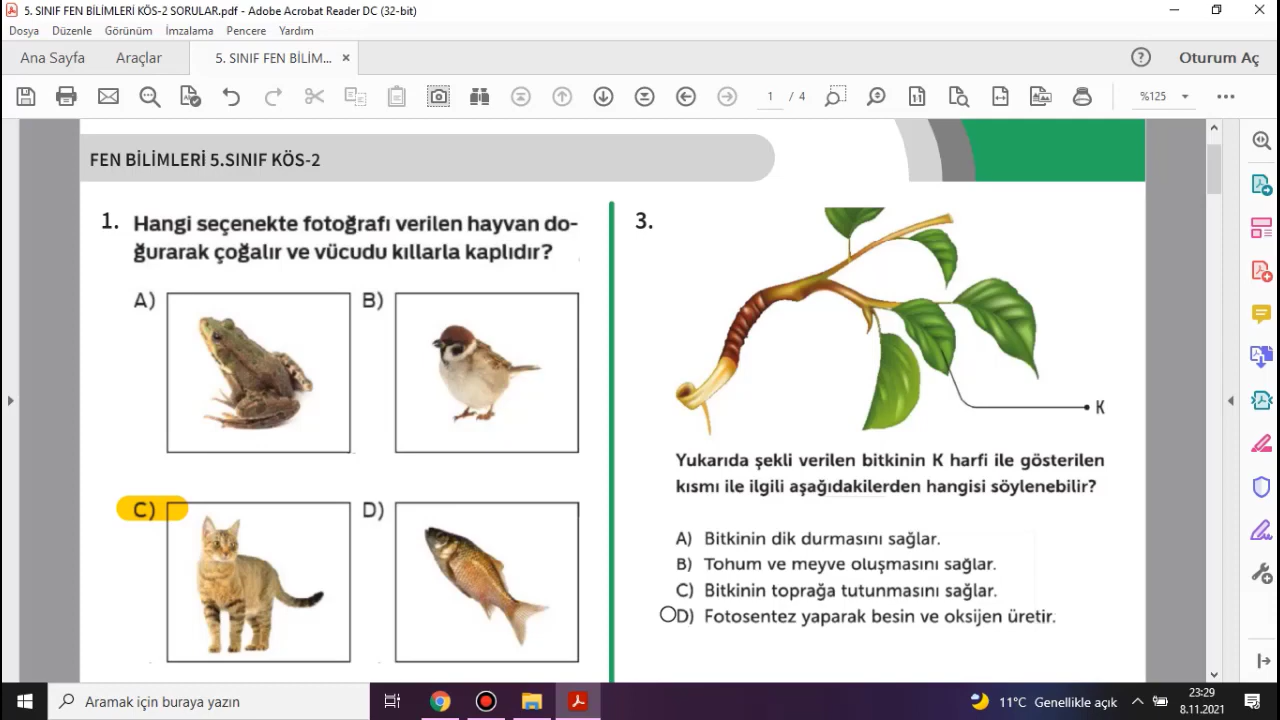 5. SINIF FEN BİLİMLERİ KÖS-2 SORULAR.pdf - Adobe Acrobat Reader DC (32-bit)
Dosya Düzenle Görünüm İmzalama Pencere Yardım
Ana Sayfa Araçlar 5. SINIF FEN BİLİM... × Oturum Aç
1 / 4 %125
FEN BİLİMLERİ 5.SINIF KÖS-2
1. Hangi seçenekte fotoğrafı verilen hayvan do-
ğurarak çoğalır ve vücudu kıllarla kaplıdır?
A)
B)
C)
D)
3.
K
Yukarıda şekli verilen bitkinin K harfi ile gösterilen
kısmı ile ilgili aşağıdakilerden hangisi söylenebilir?
A) Bitkinin dik durmasını sağlar.
B) Tohum ve meyve oluşmasını sağlar.
C) Bitkinin toprağa tutunmasını sağlar.
D) Fotosentez yaparak besin ve oksijen üretir.
Aramak için buraya yazın
11°C Genellikle açık
23:29
8.11.2021